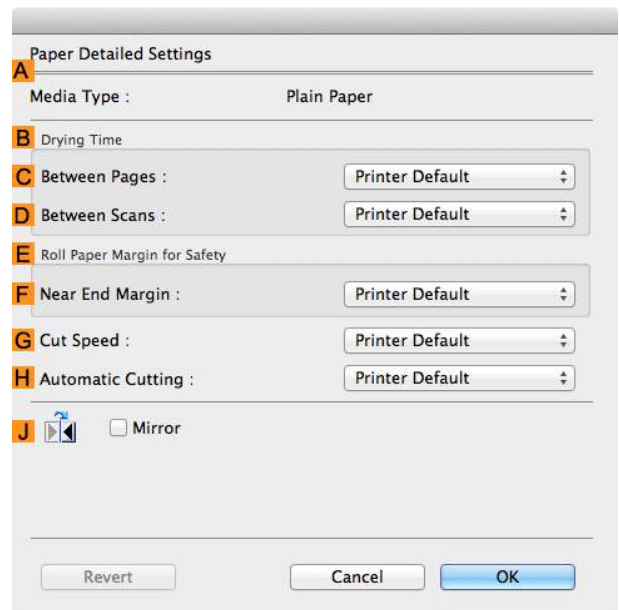 Paper Detailed Settings
A
Media Type : Plain Paper
B Drying Time
C Between Pages : Printer Default
D Between Scans : Printer Default
E Roll Paper Margin for Safety
F Near End Margin : Printer Default
G Cut Speed : Printer Default
H Automatic Cutting : Printer Default
J Mirror
Revert Cancel OK